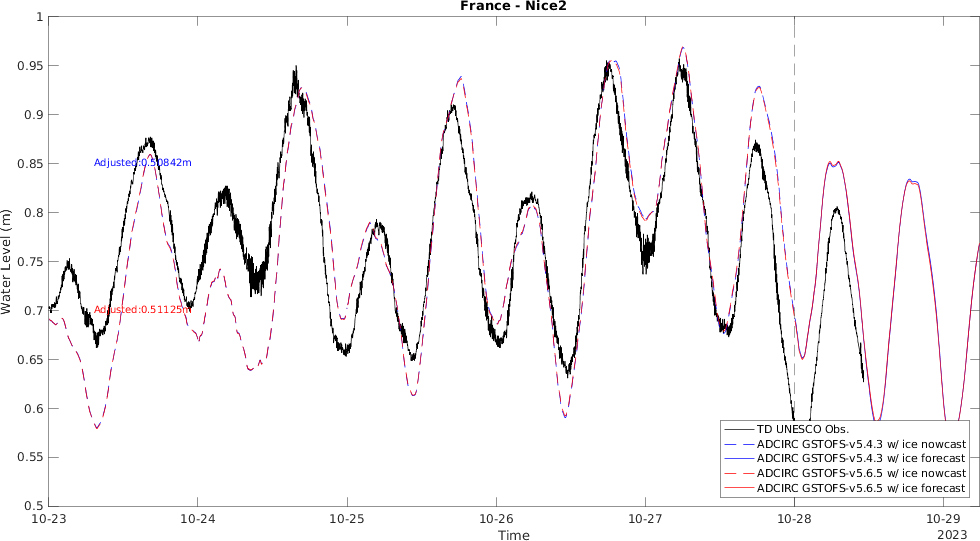 France - Nice2
1
0.95
0.9
0.85
0.8
0.75
0.7
0.65
0.6
0.55
0.5
Water Level (m)
Adjusted:0.50842m
Adjusted:0.51125m
TD UNESCO Obs.
ADCIRC GSTOFS-v5.4.3 w/ ice nowcast
ADCIRC GSTOFS-v5.4.3 w/ ice forecast
ADCIRC GSTOFS-v5.6.5 w/ ice nowcast
ADCIRC GSTOFS-v5.6.5 w/ ice forecast
10-23 10-24 10-25 10-26 10-27 10-28 10-29
Time
2023